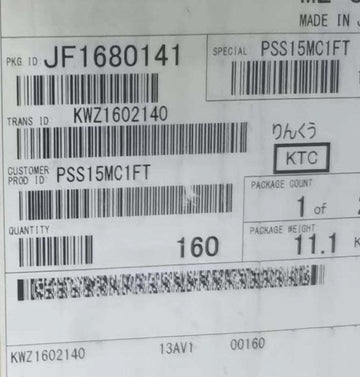 MADE IN
PKG ID JF1680141
SPECIAL PSS15MC1FT
TRANS ID KWZ1602140
りんくう
KTC
CUSTOMER
PROD ID PSS15MC1FT
PACKAGE COUNT
1 of
QUANTITY
160
PACKAGE WEIGHT
11.1 K
KWZ1602140 13AV1 00160